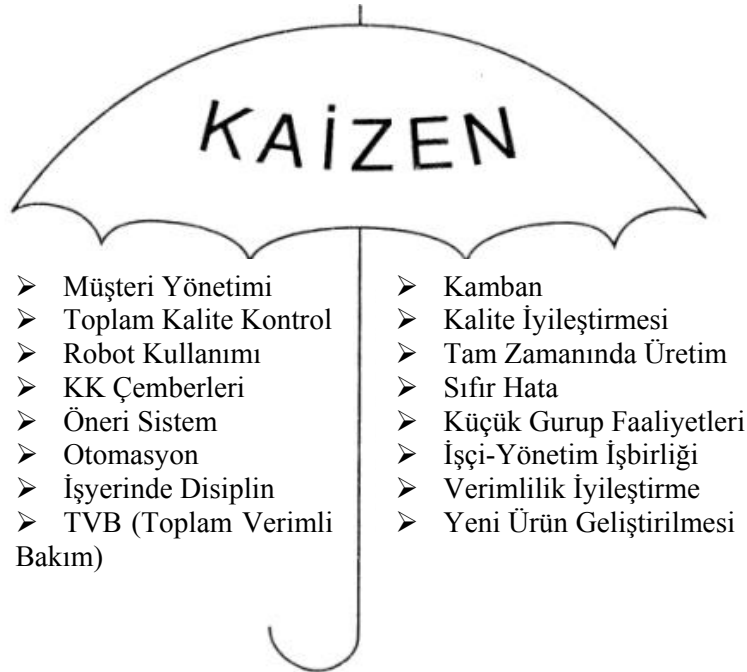 KAİZEN
➢ Müşteri Yönetimi
➢ Toplam Kalite Kontrol
➢ Robot Kullanımı
➢ KK Çemberleri
➢ Öneri Sistem
➢ Otomasyon
➢ İşyerinde Disiplin
➢ TVB (Toplam Verimli
Bakım)
➢ Kamban
➢ Kalite İyileştirmesi
➢ Tam Zamanında Üretim
➢ Sıfır Hata
➢ Küçük Gurup Faaliyetleri
➢ İşçi-Yönetim İşbirliği
➢ Verimlilik İyileştirme
➢ Yeni Ürün Geliştirilmesi